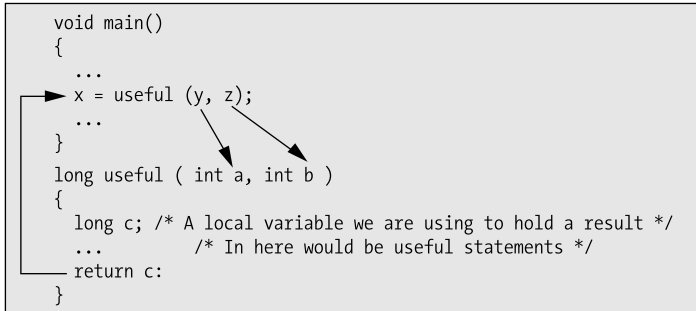 void main()
{
...
x = useful (y, z);
...
}
long useful ( int a, int b )
{
long c; /* A local variable we are using to hold a result */
... /* In here would be useful statements */
return c:
}